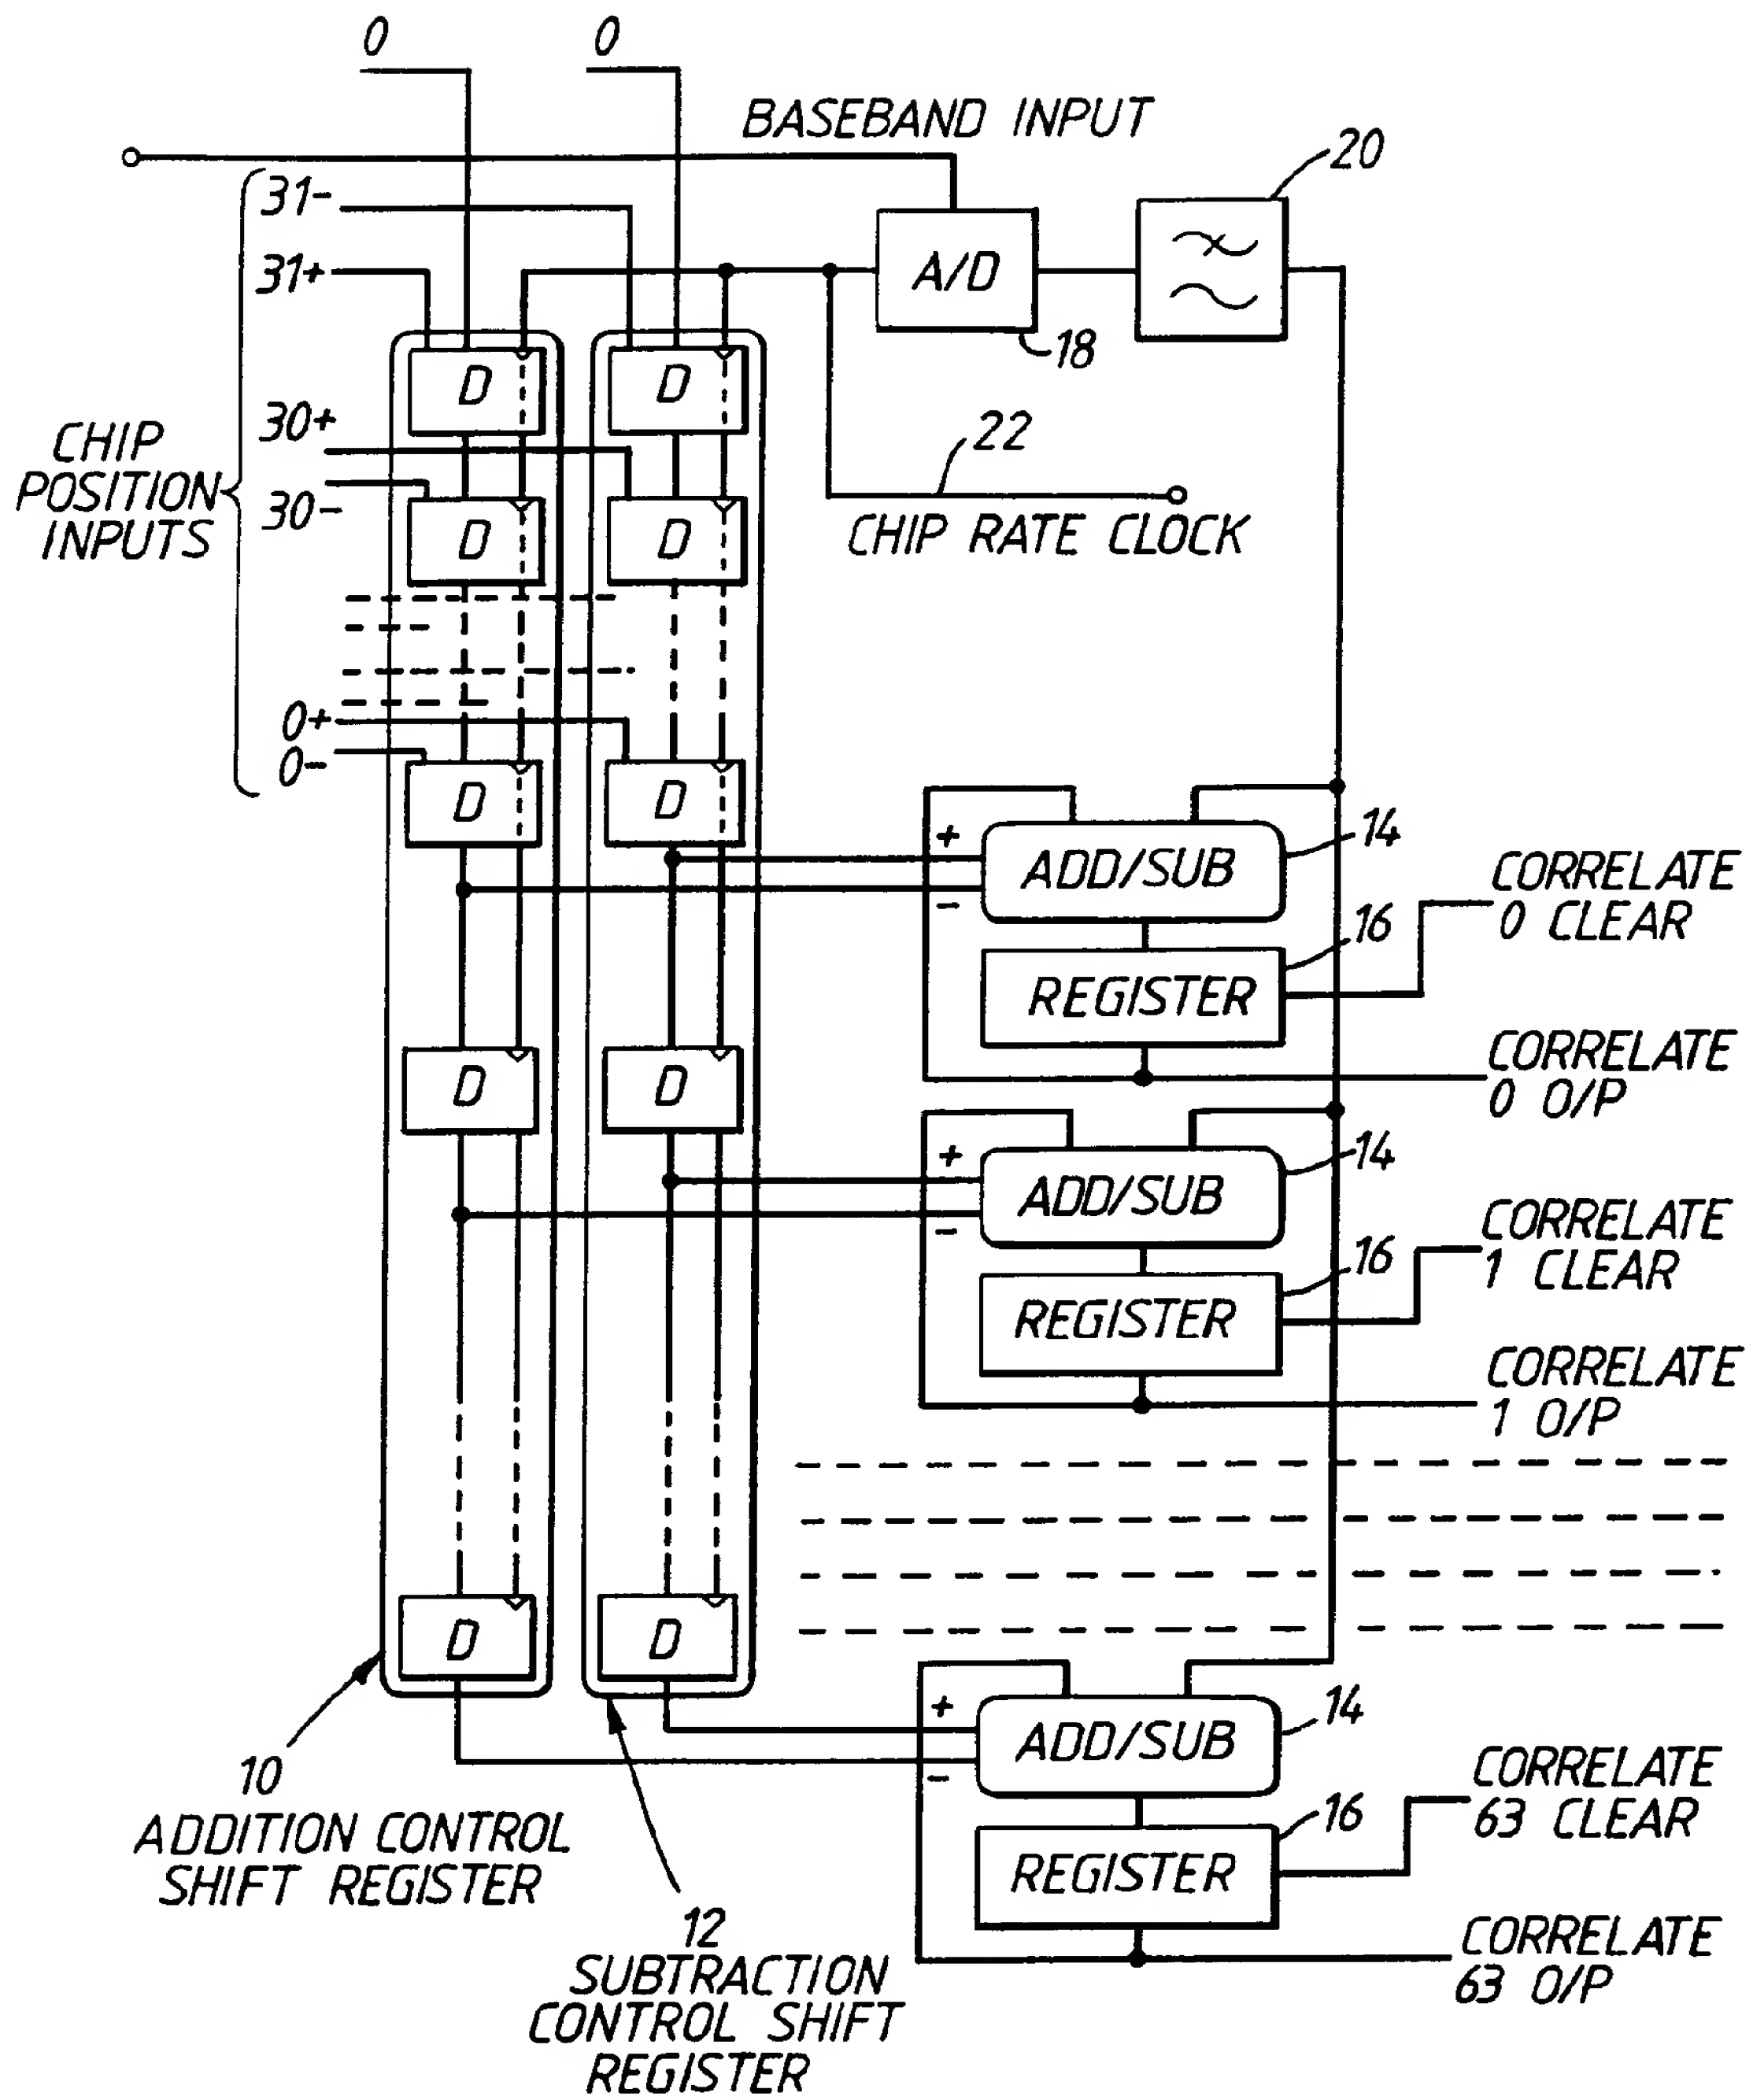 0
0
BASEBAND INPUT
20
31-
31+
A/D
18
D
D
30+
22
CHIP
POSITION
INPUTS
30-
D
D
CHIP RATE CLOCK
0+
0-
D
D
+
ADD/SUB
-
14
CORRELATE
0 CLEAR
16
REGISTER
D
D
CORRELATE
0 O/P
+
ADD/SUB
-
14
CORRELATE
1 CLEAR
16
REGISTER
CORRELATE
1 O/P
D
D
+
ADD/SUB
-
14
10
ADDITION CONTROL
SHIFT REGISTER
CORRELATE
63 CLEAR
16
REGISTER
12
SUBTRACTION
CONTROL SHIFT
REGISTER
CORRELATE
63 O/P